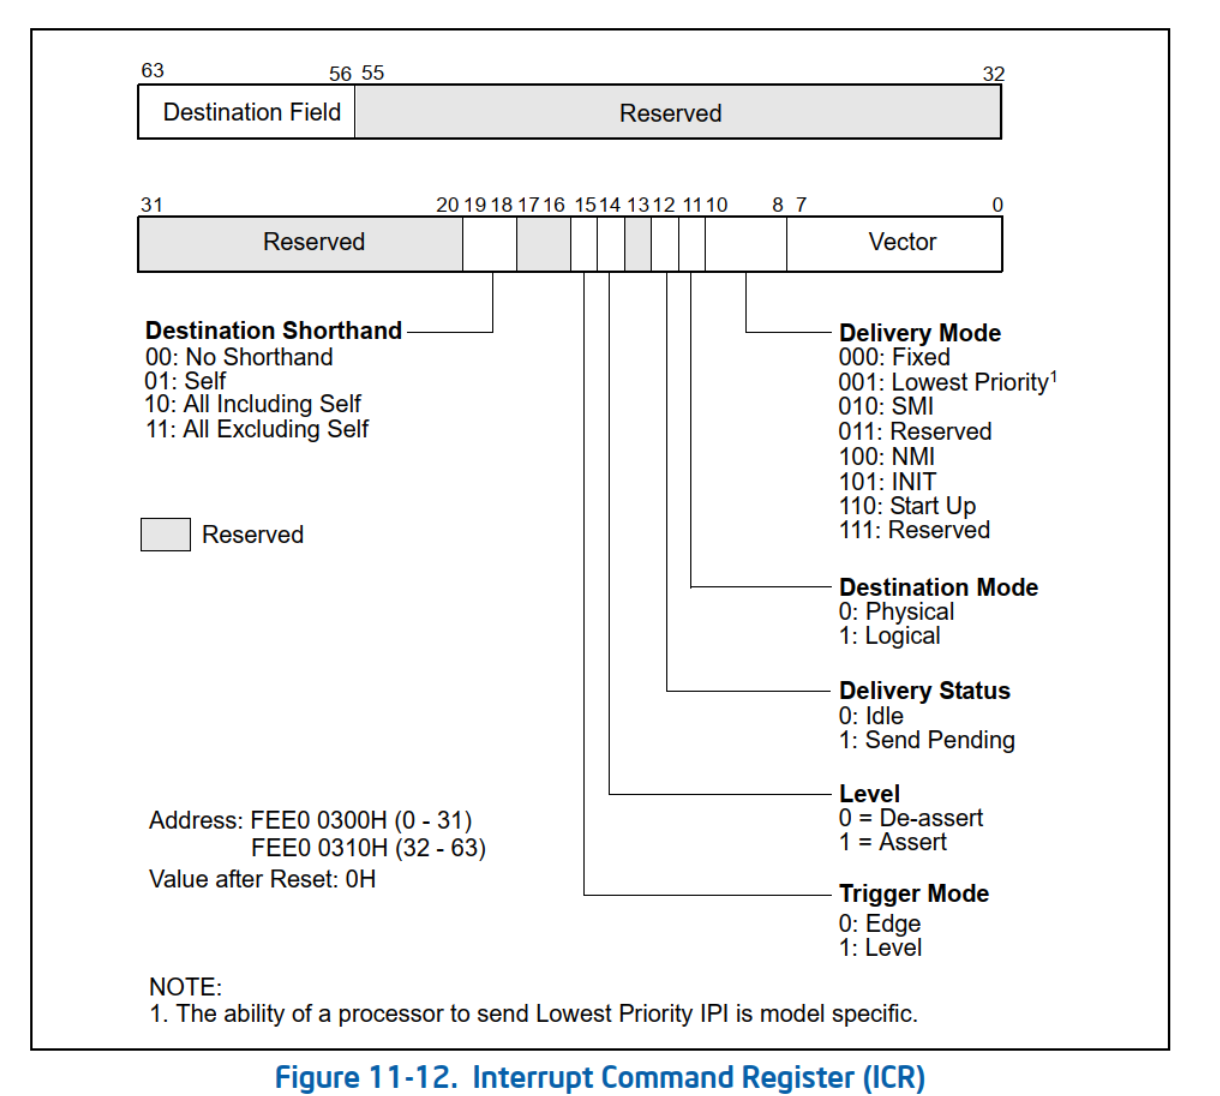 63 56 55 32
Destination Field Reserved
31 20 19 18 17 16 15 14 13 12 11 10 8 7 0
Reserved Vector
Destination Shorthand
00: No Shorthand
01: Self
10: All Including Self
11: All Excluding Self
Reserved
Delivery Mode
000: Fixed
001: Lowest Priority1
010: SMI
011: Reserved
100: NMI
101: INIT
110: Start Up
111: Reserved
Destination Mode
0: Physical
1: Logical
Delivery Status
0: Idle
1: Send Pending
Level
0 = De-assert
1 = Assert
Trigger Mode
0: Edge
1: Level
Address: FEE0 0300H (0 - 31)
FEE0 0310H (32 - 63)
Value after Reset: 0H
NOTE:
1. The ability of a processor to send Lowest Priority IPI is model specific.
Figure 11-12. Interrupt Command Register (ICR)